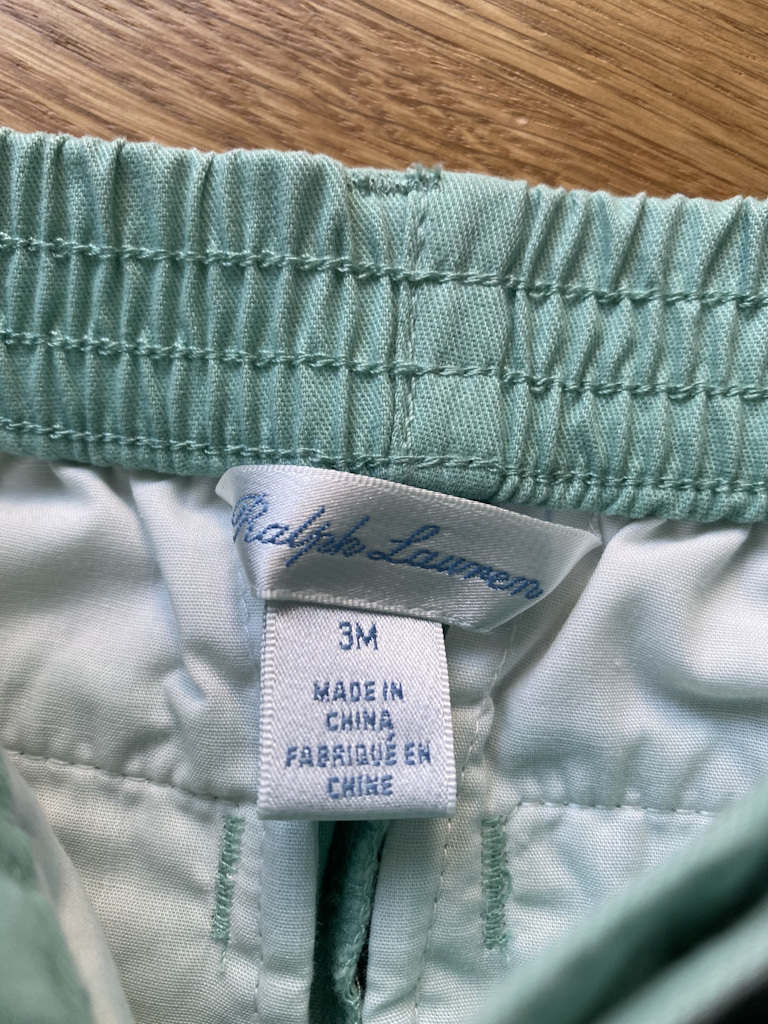 Ralph Lauren
3M
MADE IN
CHINA
FABRIQUÉ EN
CHINE